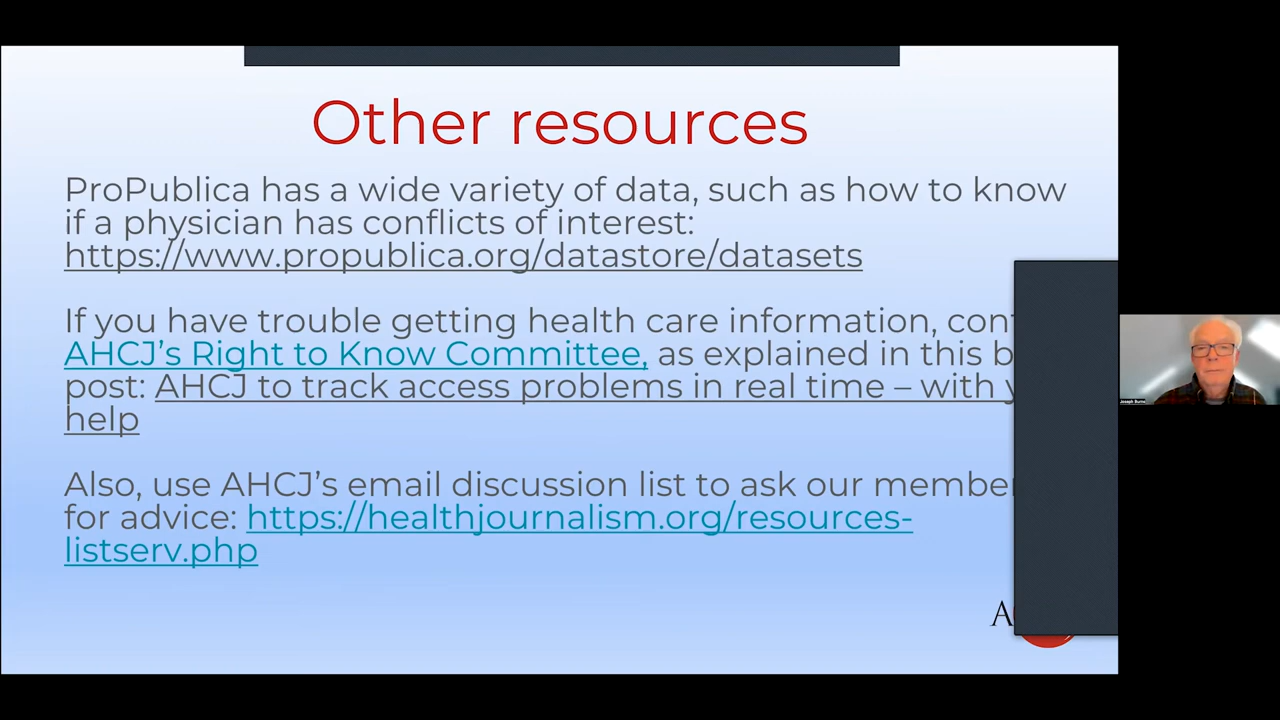 Other resources
ProPublica has a wide variety of data, such as how to know
if a physician has conflicts of interest:
https://www.propublica.org/datastore/datasets
If you have trouble getting health care information,
AHCJ’s Right to Know Committee, as explained in this
post: AHCJ to track access problems in real time – with
help
Also, use AHCJ’s email discussion list to ask our
for advice: https://healthjournalism.org/resources-
listserv.php
A
Joseph Burns